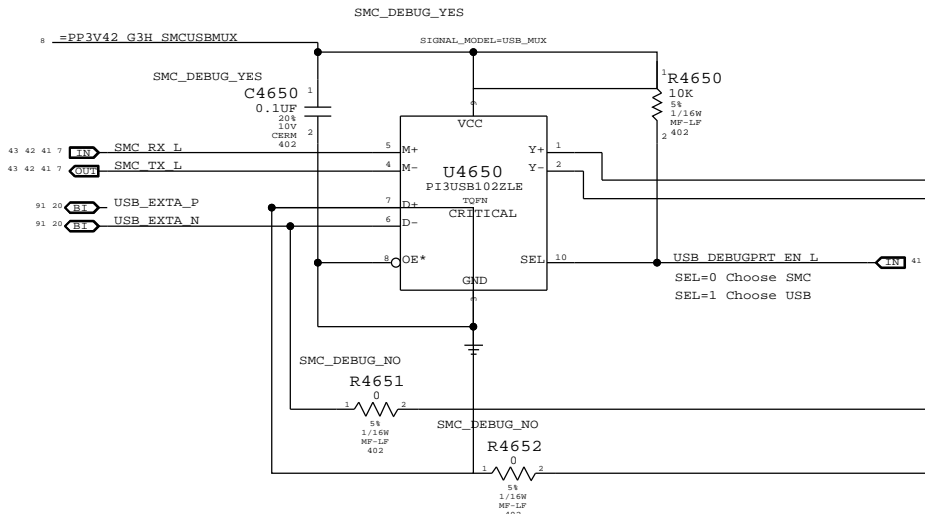 SMC_DEBUG_YES
8 =PP3V42_G3H_SMCUSBMUX
SIGNAL_MODEL=USB_MUX
SMC_DEBUG_YES
C4650 1
0.1UF
20%
10V
CERM
402
2
1 R4650
10K
5%
1/16W
MF-LF
402
2
9
VCC
43 42 41 7 IN SMC_RX_L 5 M+ Y+ 1
43 42 41 7 OUT SMC_TX_L 4 M- Y- 2
U4650
PI3USB102ZLE
TQFN
CRITICAL
91 20 BI USB_EXTA_P 7 D+
91 20 BI USB_EXTA_N 6 D-
8 OE* SEL 10 USB_DEBUGPRT_EN_L IN 41
SEL=0 Choose SMC
SEL=1 Choose USB
GND
3
SMC_DEBUG_NO
R4651
0
1 2
5%
1/16W
MF-LF
402
SMC_DEBUG_NO
R4652
0
1 2
5%
1/16W
MF-LF
402